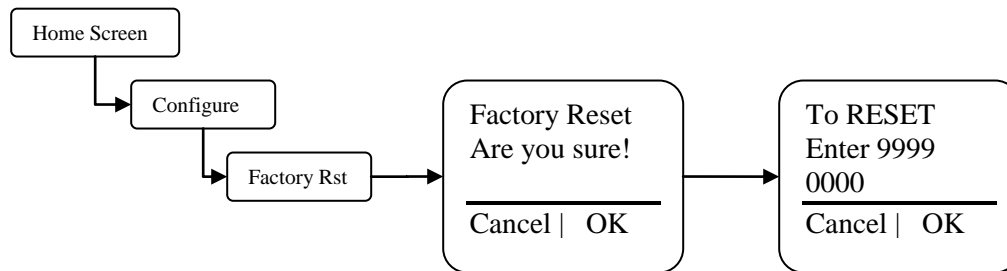 Home Screen
Configure
Factory Rst
Factory Reset
Are you sure!
Cancel | OK
To RESET
Enter 9999
0000
Cancel | OK